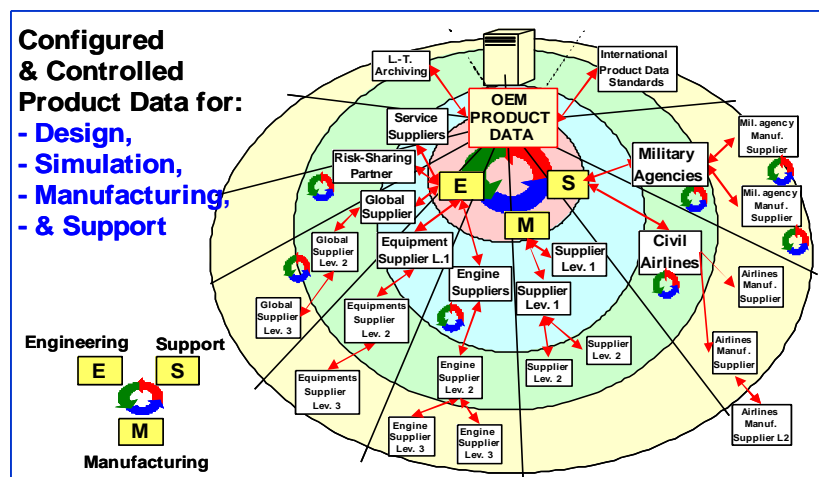 Configured
& Controlled
Product Data for:
- Design,
- Simulation,
- Manufacturing,
- & Support
L.-T.
Archiving
International
Product Data
Standards
OEM
PRODUCT
DATA
Service
Suppliers
Mil. agency
Manuf.
Supplier
Risk-Sharing
Partner
Military
Agencies
E
S
M
Mil. agency
Manuf.
Supplier
Global
Supplier
Global
Supplier
Lev. 2
Equipment
Supplier L.1
Engine
Suppliers
Supplier
Lev. 1
Supplier
Lev. 1
Civil
Airlines
Airlines
Manuf.
Supplier
Global
Supplier
Lev. 3
Equipments
Supplier
Lev. 2
Equipments
Supplier
Lev. 3
Engine
Supplier
Lev. 2
Supplier
Lev. 2
Supplier
Lev. 2
Airlines
Manuf.
Supplier
Engine
Supplier
Lev. 3
Engine
Supplier
Lev. 3
Airlines
Manuf.
Supplier L2
Engineering
Support
E
S
M
Manufacturing